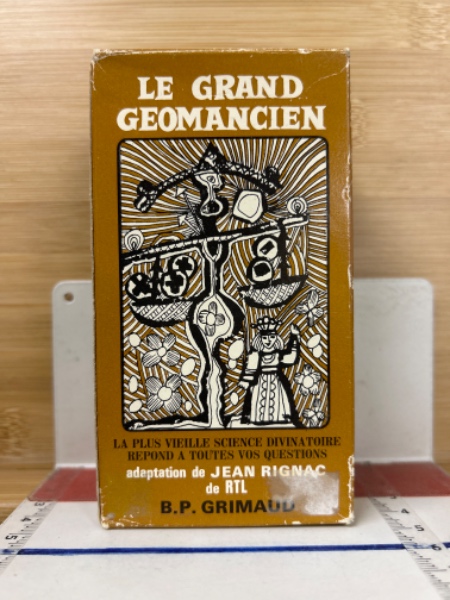 LE GRAND
GEOMANCIEN
LA PLUS VIEILLE SCIENCE DIVINATOIRE
REPOND A TOUTES VOS QUESTIONS
adaptation de JEAN RIGNAC
de RTL
B.P. GRIMAUD